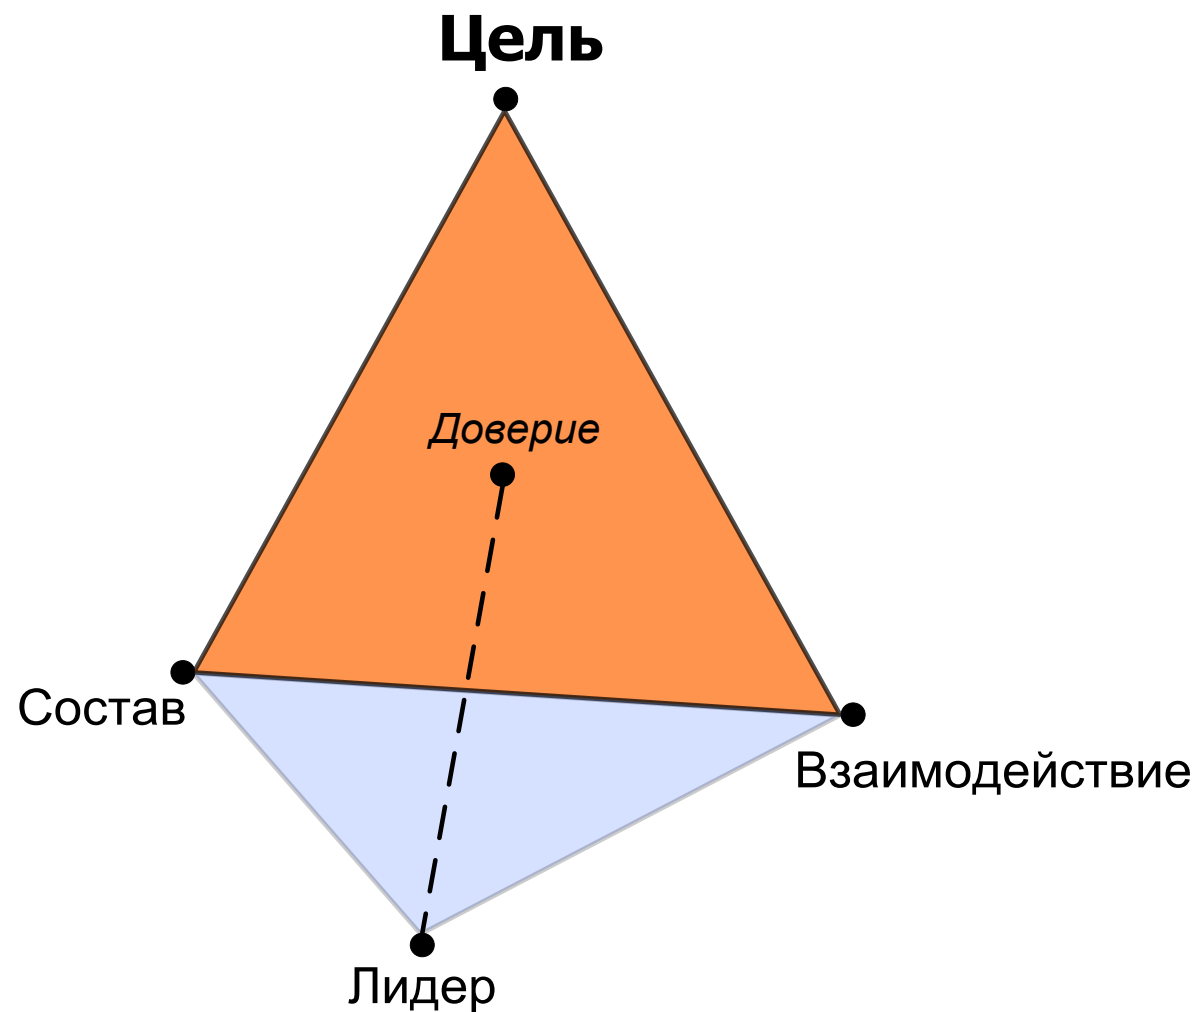 Цель
Доверие
Состав
Взаимодействие
Лидер